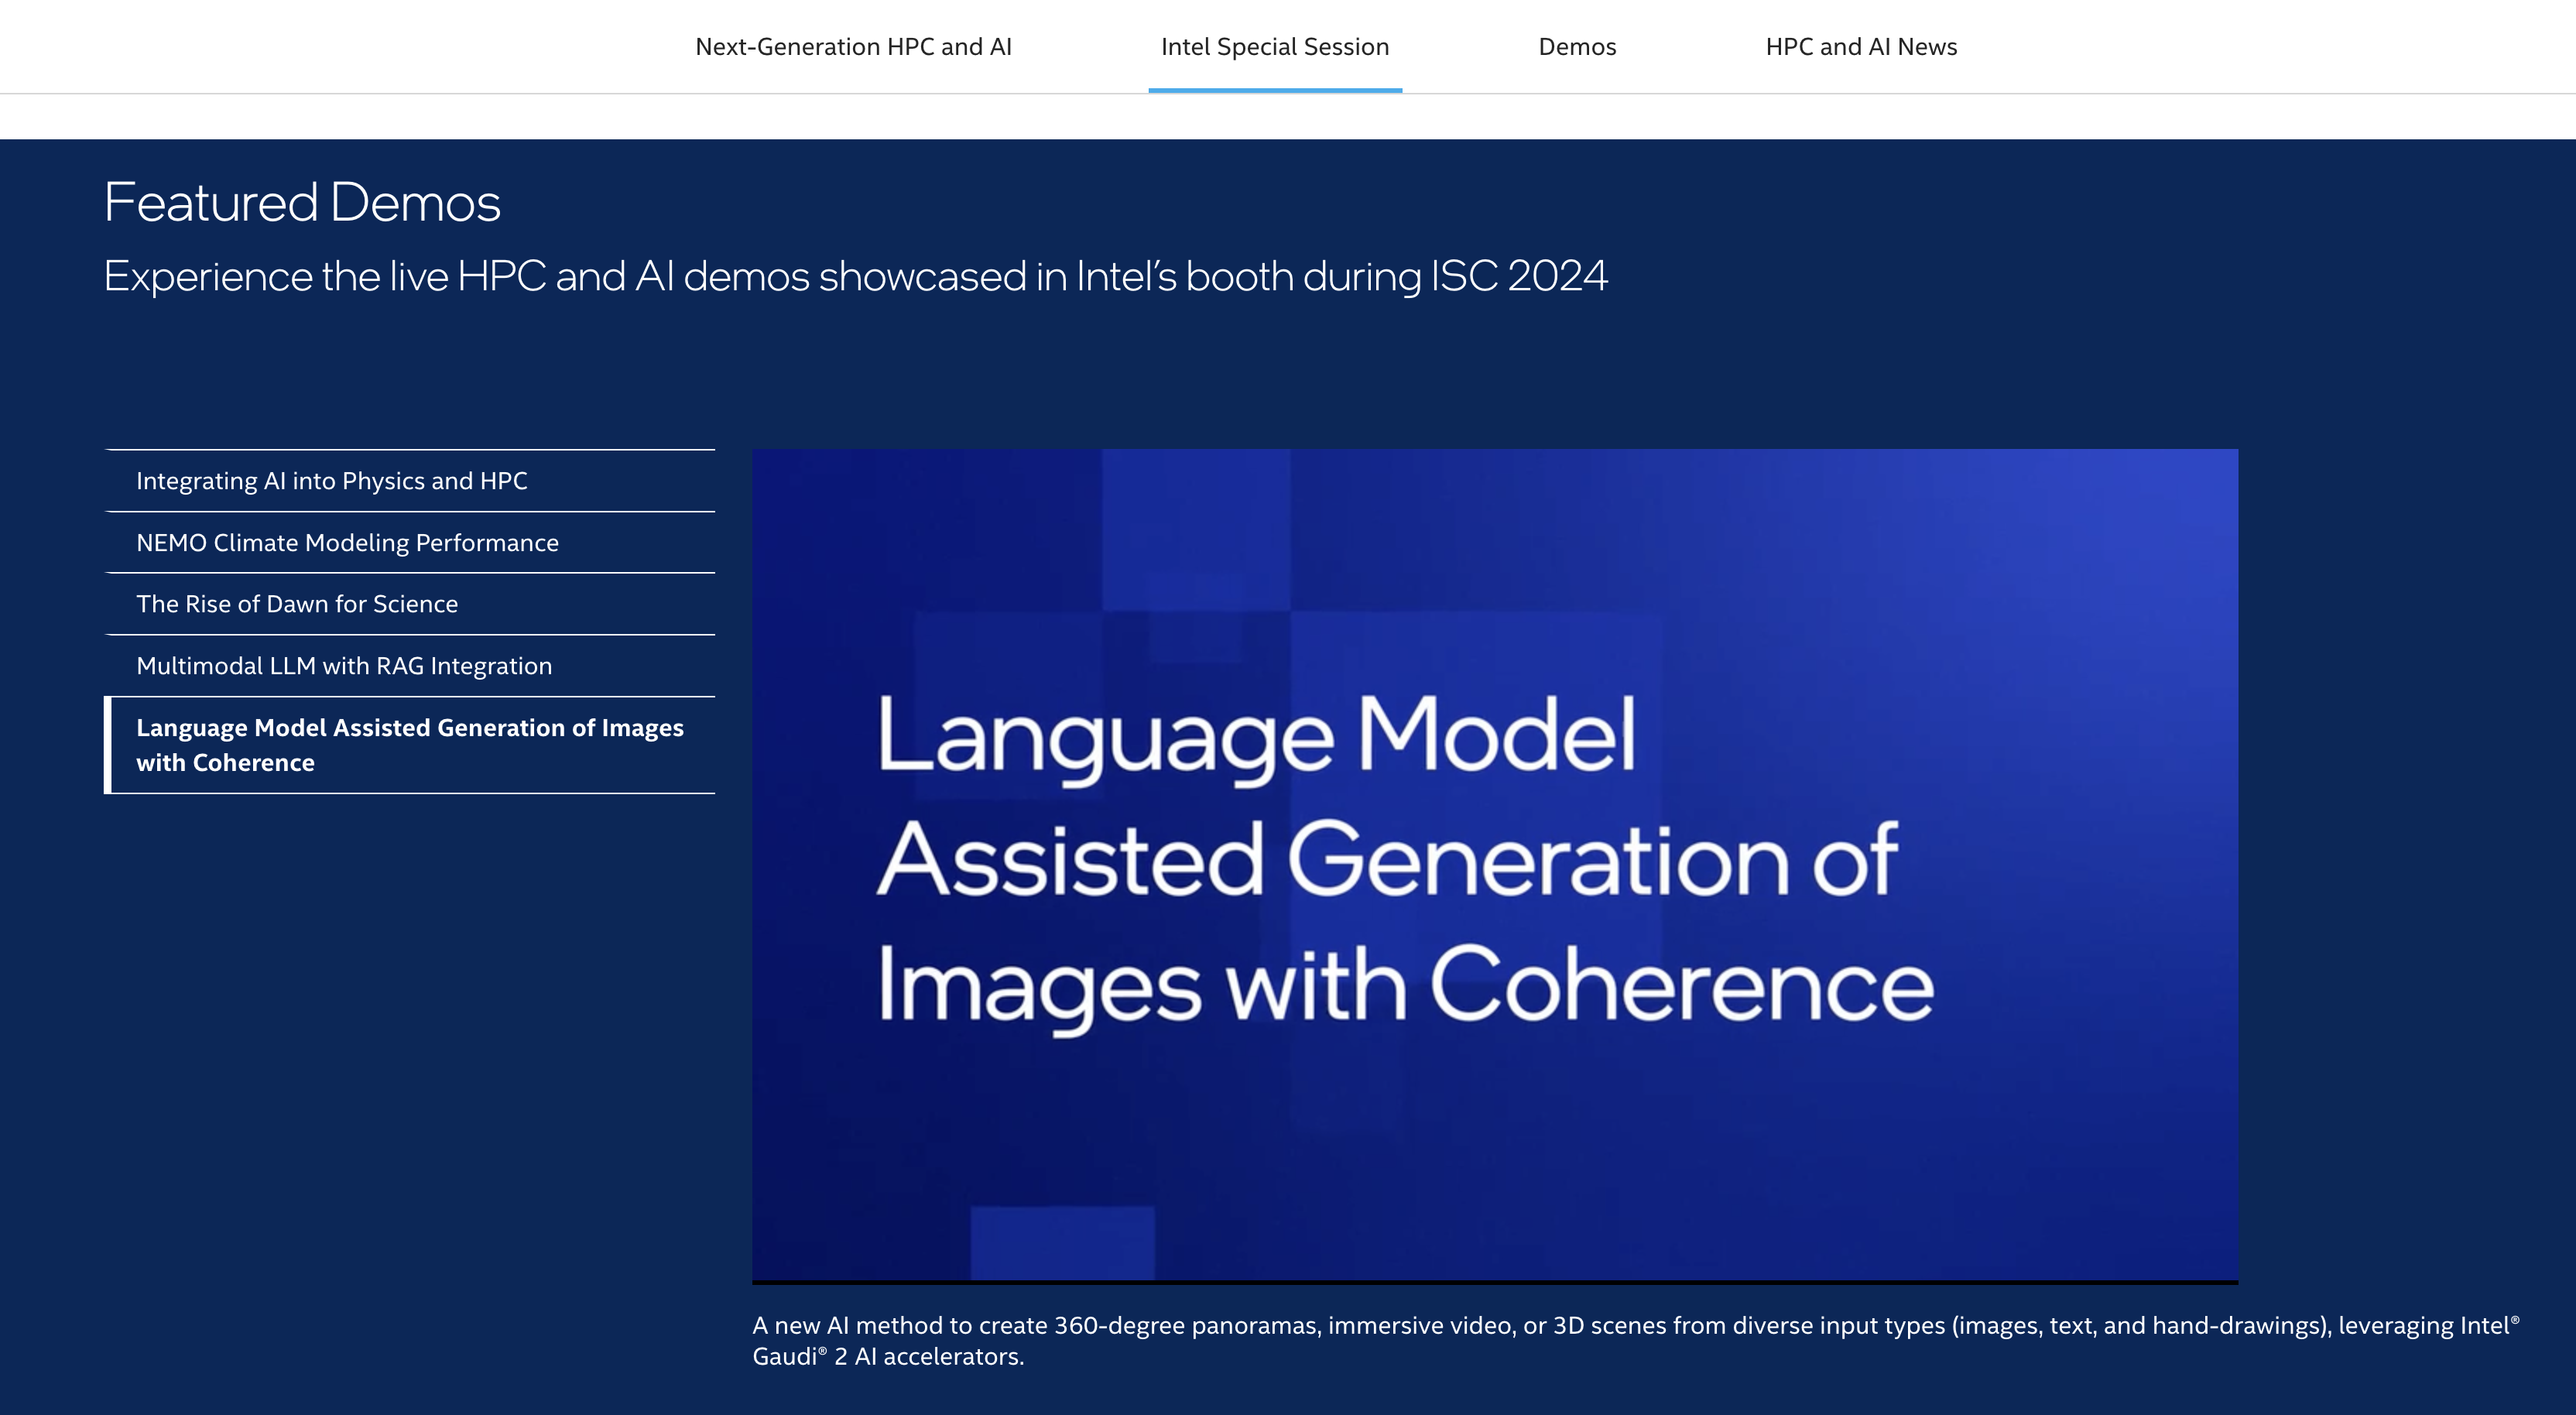 Next-Generation HPC and AI
Intel Special Session
Demos
HPC and AI News
Featured Demos
Experience the live HPC and AI demos showcased in Intel’s booth during ISC 2024
Integrating AI into Physics and HPC
NEMO Climate Modeling Performance
The Rise of Dawn for Science
Multimodal LLM with RAG Integration
Language Model Assisted Generation of Images
with Coherence
Language Model
Assisted Generation of
Images with Coherence
A new AI method to create 360-degree panoramas, immersive video, or 3D scenes from diverse input types (images, text, and hand-drawings), leveraging Intel®
Gaudi® 2 AI accelerators.